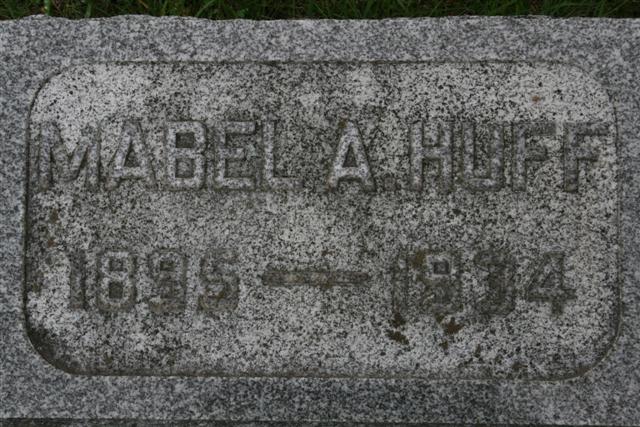 MABEL A. HUFF
1895 — 1934